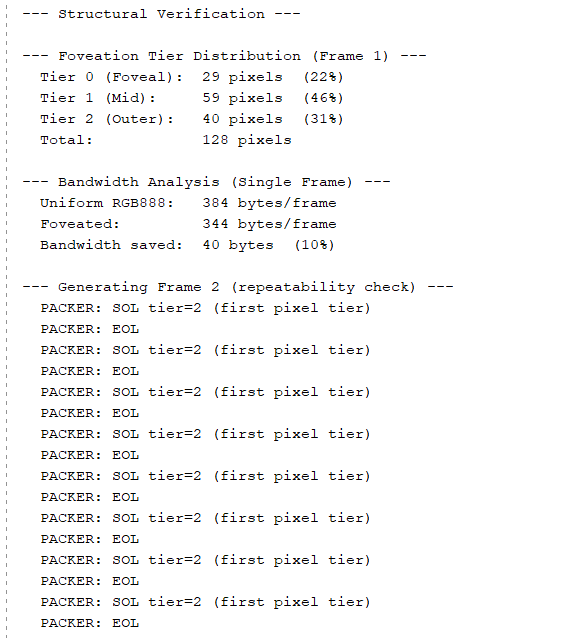 --- Structural Verification ---
--- Foveation Tier Distribution (Frame 1) ---
Tier 0 (Foveal): 29 pixels (22%)
Tier 1 (Mid): 59 pixels (46%)
Tier 2 (Outer): 40 pixels (31%)
Total: 128 pixels
--- Bandwidth Analysis (Single Frame) ---
Uniform RGB888: 384 bytes/frame
Foveated: 344 bytes/frame
Bandwidth saved: 40 bytes (10%)
--- Generating Frame 2 (repeatability check) ---
PACKER: SOL tier=2 (first pixel tier)
PACKER: EOL
PACKER: SOL tier=2 (first pixel tier)
PACKER: EOL
PACKER: SOL tier=2 (first pixel tier)
PACKER: EOL
PACKER: SOL tier=2 (first pixel tier)
PACKER: EOL
PACKER: SOL tier=2 (first pixel tier)
PACKER: EOL
PACKER: SOL tier=2 (first pixel tier)
PACKER: EOL
PACKER: SOL tier=2 (first pixel tier)
PACKER: EOL
PACKER: SOL tier=2 (first pixel tier)
PACKER: EOL